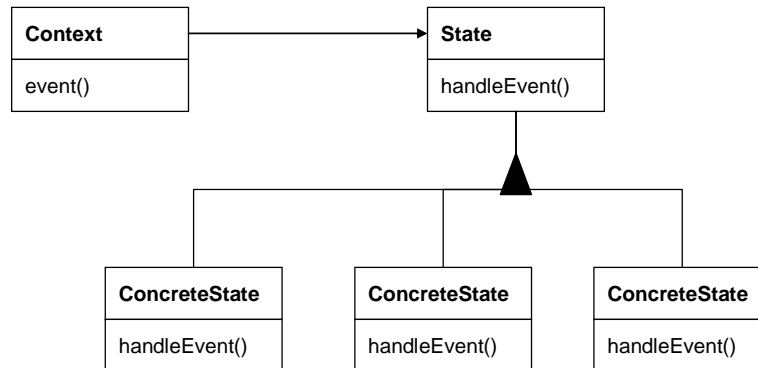 Context
State
event()
handleEvent()
ConcreteState
ConcreteState
ConcreteState
handleEvent()
handleEvent()
handleEvent()